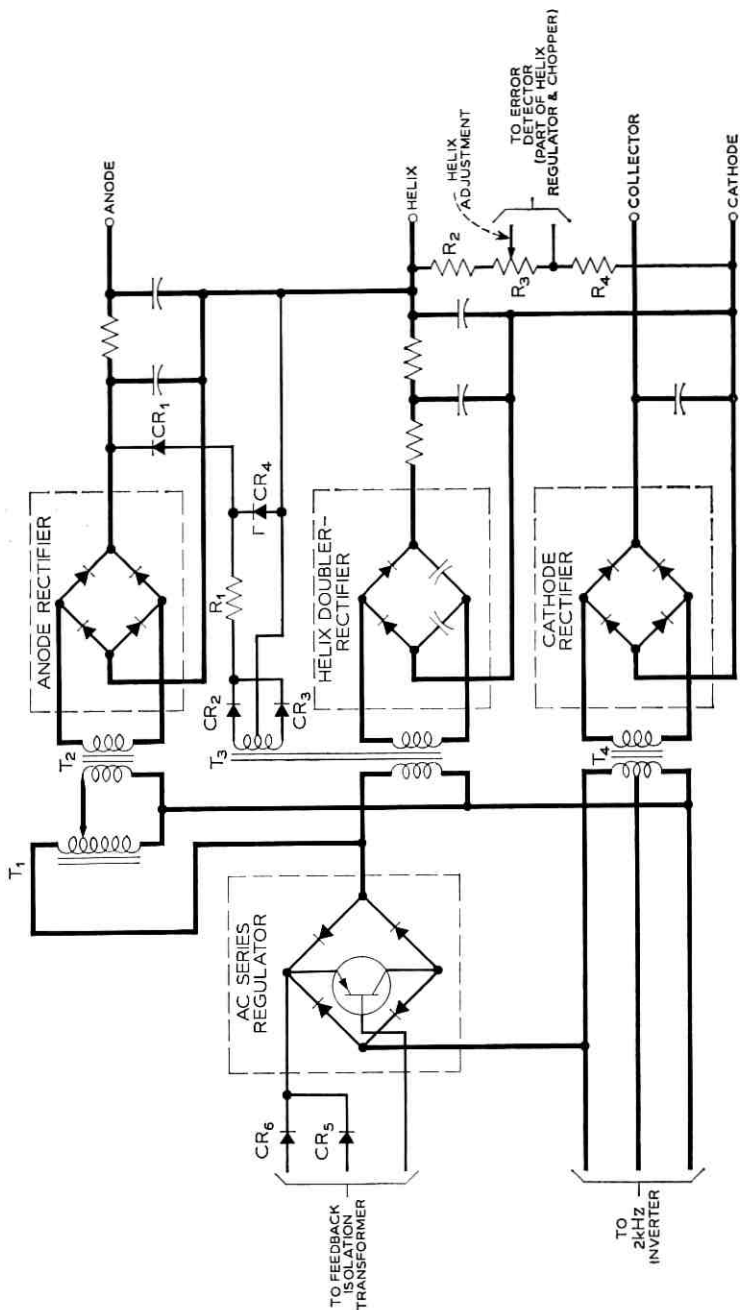 ANODE RECTIFIER
ANODE
T1
T2
CR1
CR4
R1
CR2
CR3
T3
HELIX
R2
HELIX
ADJUSTMENT
R3
TO ERROR
DETECTOR
(PART OF HELIX
REGULATOR & CHOPPER)
R4
HELIX DOUBLER-
RECTIFIER
AC SERIES
REGULATOR
CR6
CR5
TO FEEDBACK
ISOLATION
TRANSFORMER
COLLECTOR
CATHODE
CATHODE
RECTIFIER
T4
TO
2kHz
INVERTER